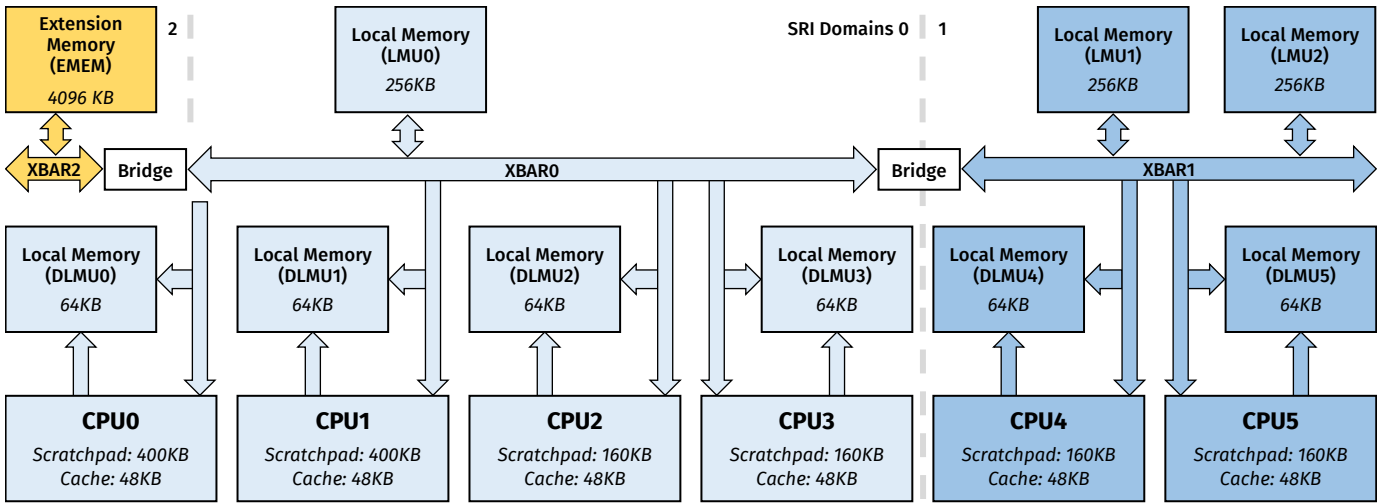 Extension
Memory
(EMEM)
4096 KB
2
Local Memory
(LMU0)
256KB
SRI Domains 0
1
Local Memory
(LMU1)
256KB
Local Memory
(LMU2)
256KB
XBAR2
Bridge
XBAR0
Bridge
XBAR1
Local Memory
(DLMU0)
64KB
Local Memory
(DLMU1)
64KB
Local Memory
(DLMU2)
64KB
Local Memory
(DLMU3)
64KB
Local Memory
(DLMU4)
64KB
Local Memory
(DLMU5)
64KB
CPU0
Scratchpad: 400KB
Cache: 48KB
CPU1
Scratchpad: 400KB
Cache: 48KB
CPU2
Scratchpad: 160KB
Cache: 48KB
CPU3
Scratchpad: 160KB
Cache: 48KB
CPU4
Scratchpad: 160KB
Cache: 48KB
CPU5
Scratchpad: 160KB
Cache: 48KB